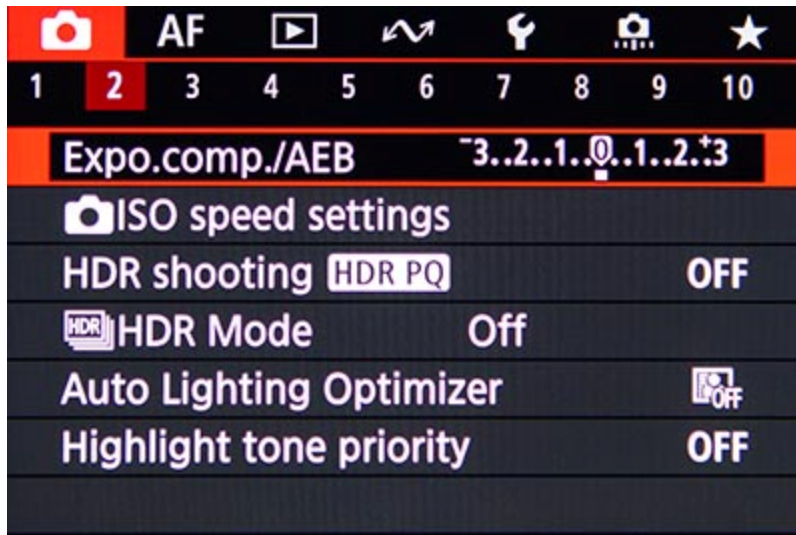 AF
1 2 3 4 5 6 7 8 9 10
Expo.comp./AEB -3..2..1..0..1..2.:+3
ISO speed settings
HDR shooting HDR PQ OFF
HDR HDR Mode Off
Auto Lighting Optimizer OFF
Highlight tone priority OFF